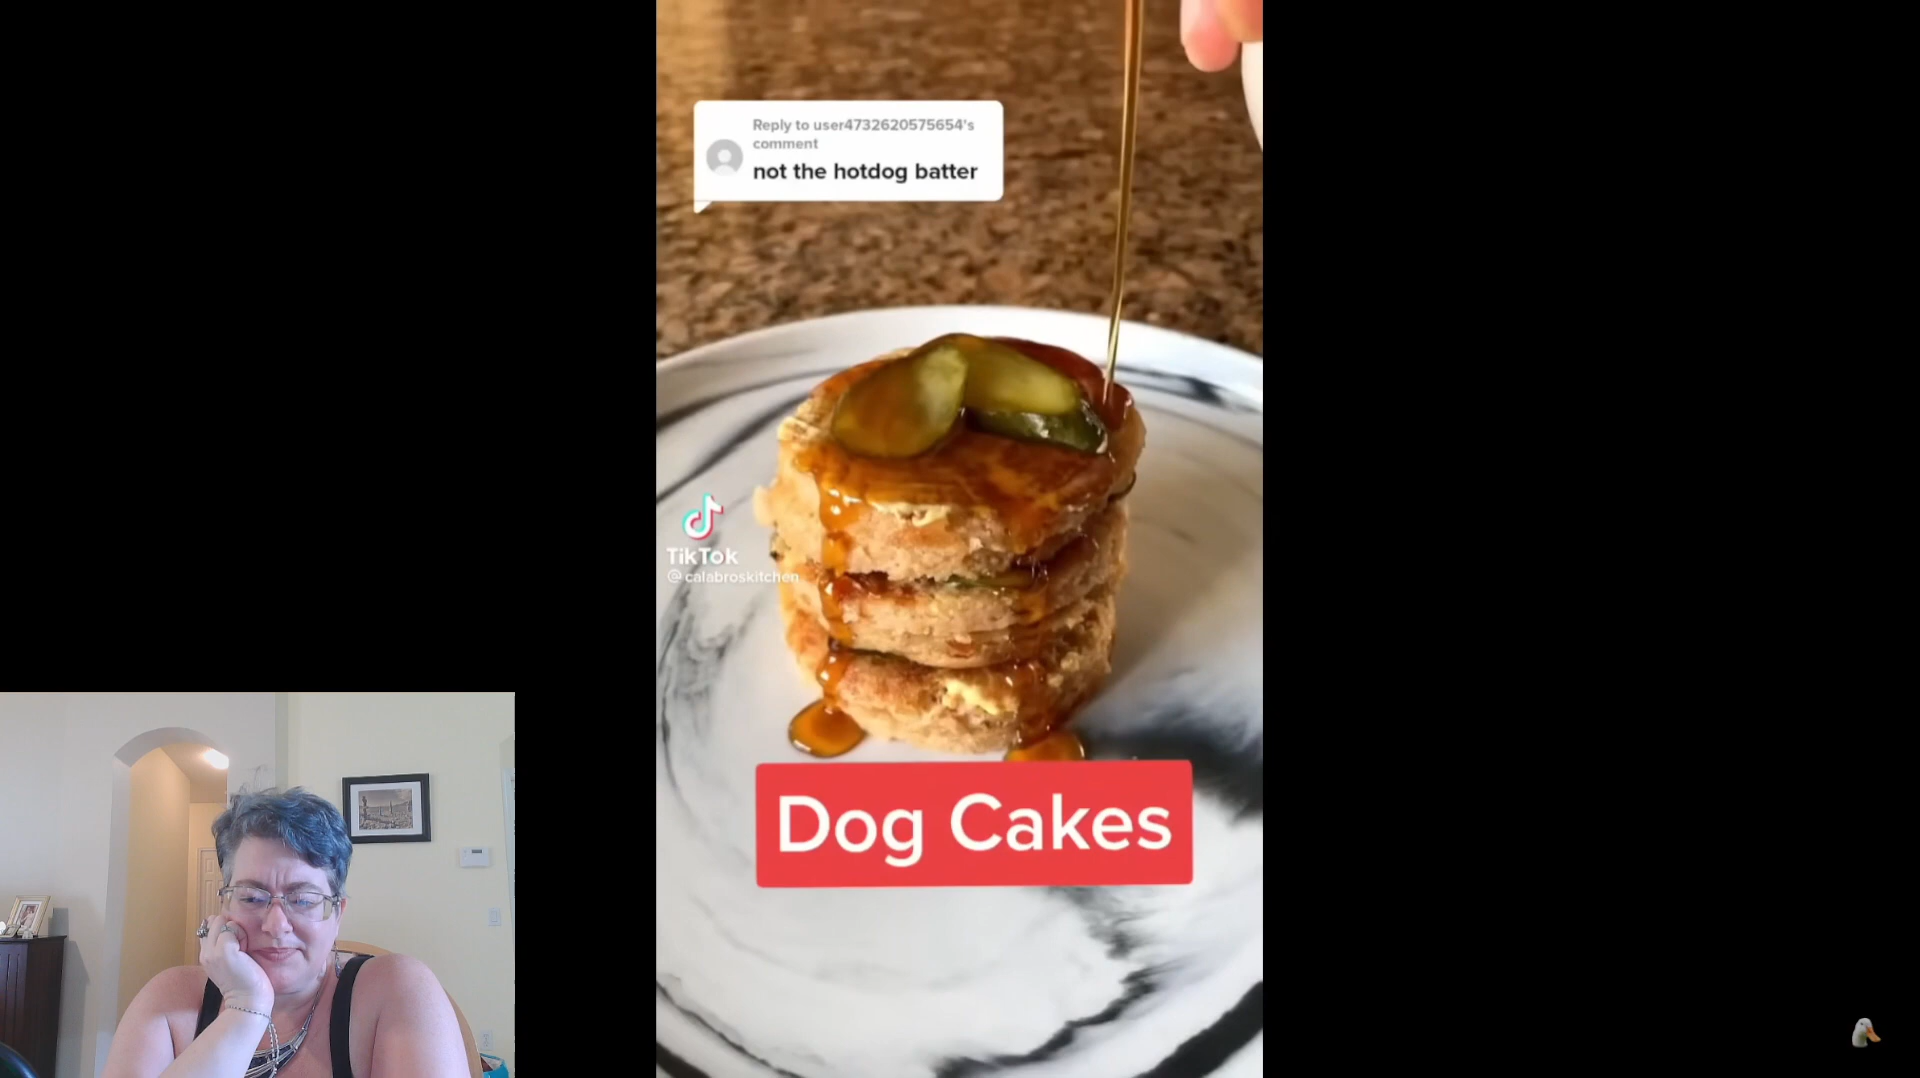 Reply to user4732620575654's
comment
not the hotdog batter
TikTok
@calabroskitchen
Dog Cakes